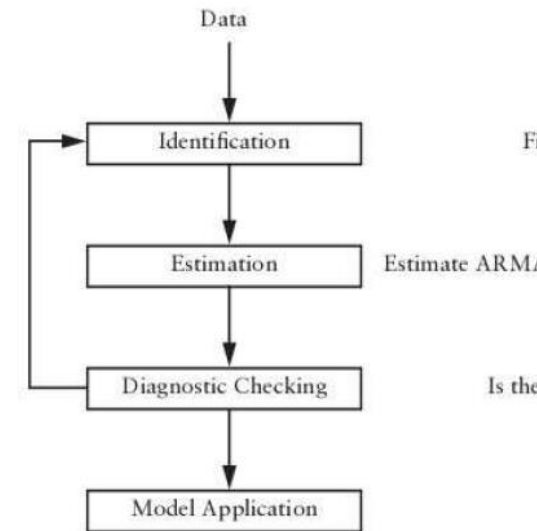 Data
Identification
Estimation Estimate ARMA
Diagnostic Checking Is the
Model Application